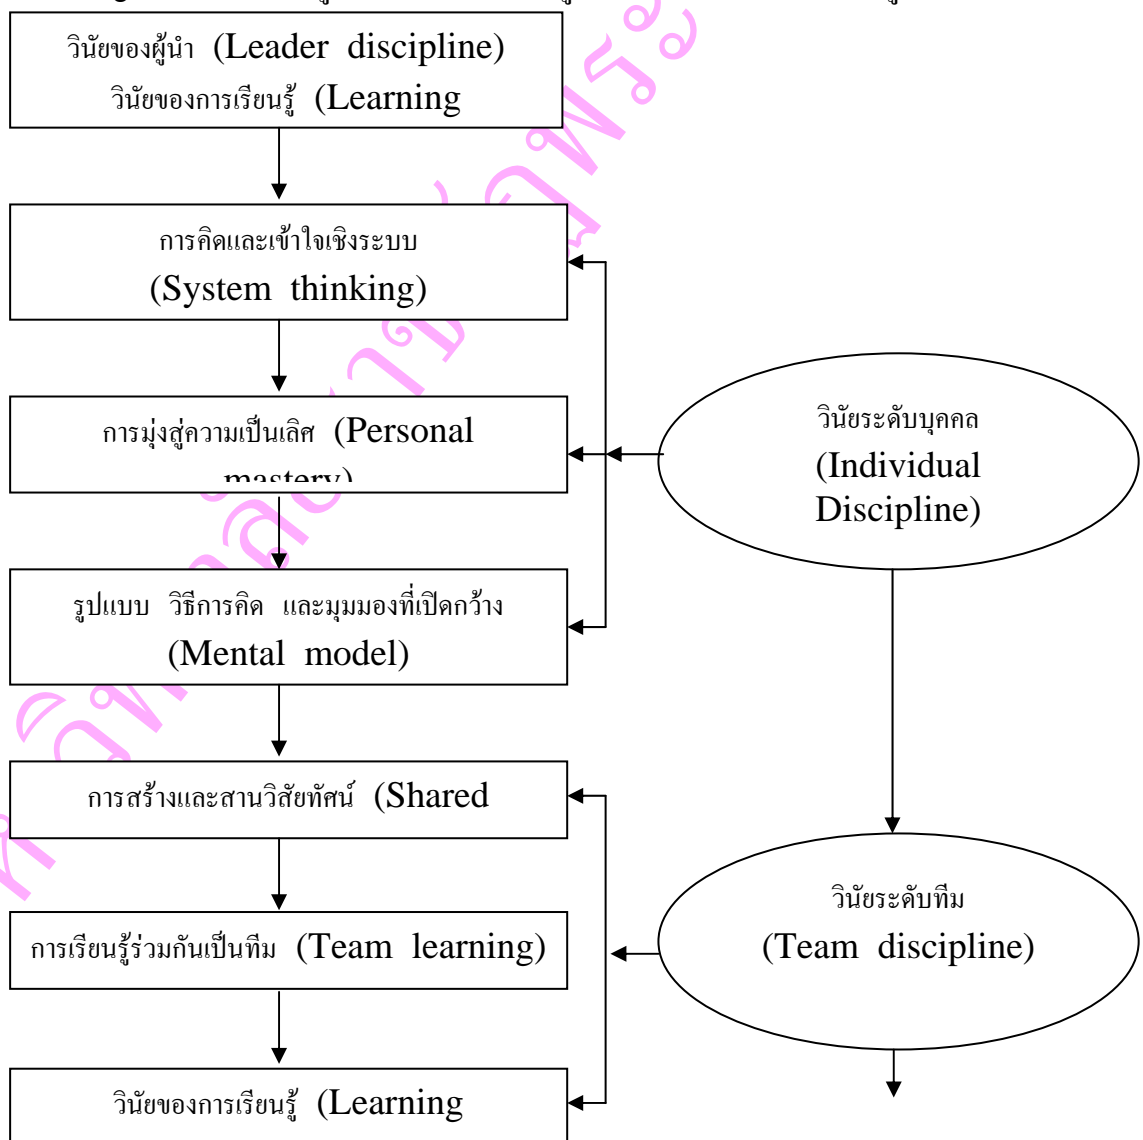 วินัยของผู้นำ (Leader discipline)
วินัยของการเรียนรู้ (Learning
การคิดและเข้าใจเชิงระบบ
(System thinking)
การมุ่งสู่ความเป็นเลิศ (Personal
mastery)
วินัยระดับบุคคล
(Individual
Discipline)
รูปแบบ วิธีการคิด และมุมมองที่เปิดกว้าง
(Mental model)
การสร้างและสานวิสัยทัศน์ (Shared
การเรียนรู้ร่วมกันเป็นทีม (Team learning)
วินัยระดับทีม
(Team discipline)
วินัยของการเรียนรู้ (Learning